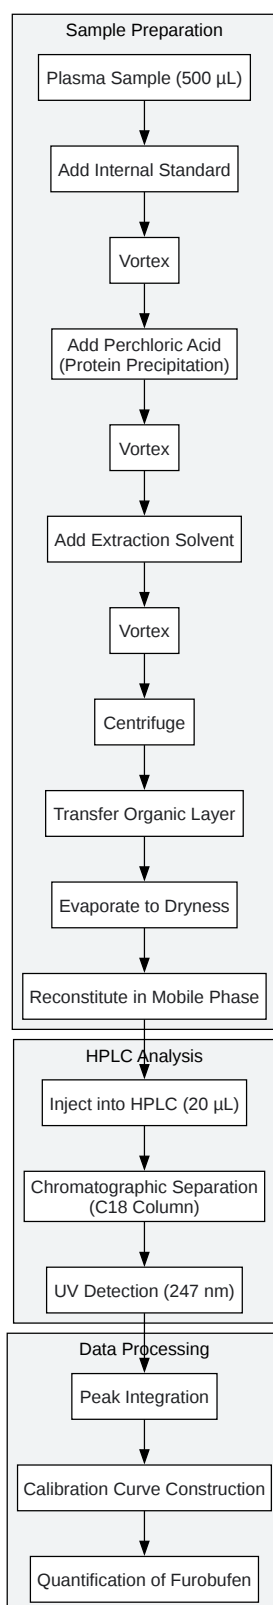 Sample Preparation
Plasma Sample (500 µL)
Add Internal Standard
Vortex
Add Perchloric Acid
(Protein Precipitation)
Vortex
Add Extraction Solvent
Vortex
Centrifuge
Transfer Organic Layer
Evaporate to Dryness
Reconstitute in Mobile Phase
HPLC Analysis
Inject into HPLC (20 µL)
Chromatographic Separation
(C18 Column)
UV Detection (247 nm)
Data Processing
Peak Integration
Calibration Curve Construction
Quantification of Furobufen